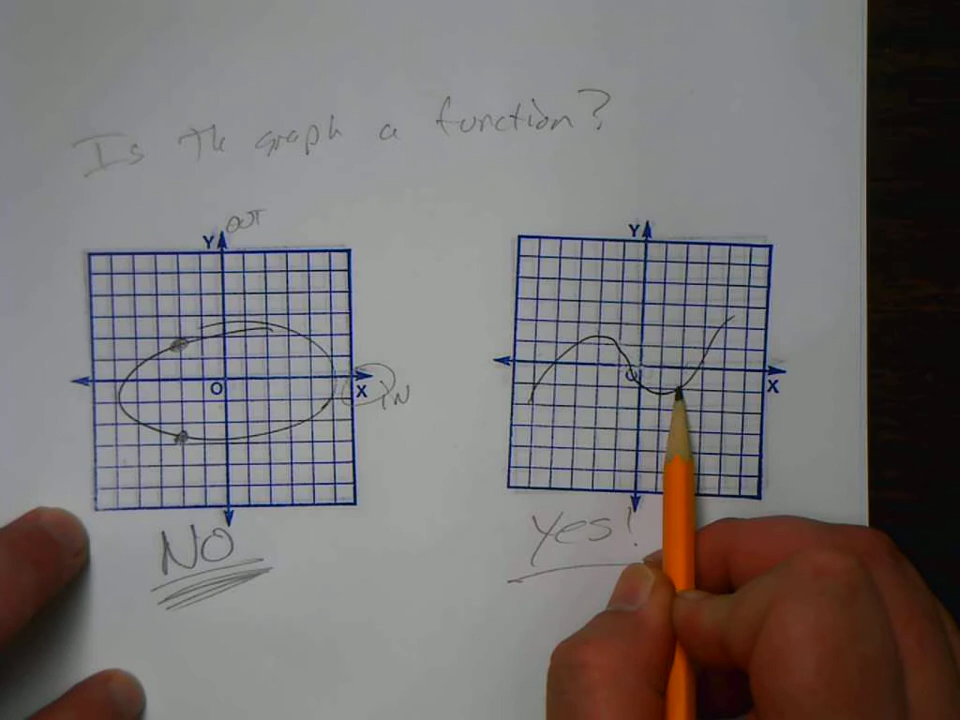 Is the graph a function?
OUT
Y
Y
O
O
X
IN
X
NO
Yes!